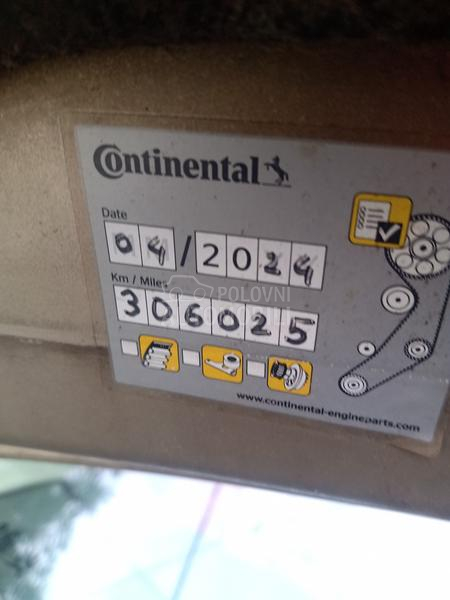 Continental
Date
04/2024
Km / Miles
POLOVNI
306025
www.continental-engineparts.com